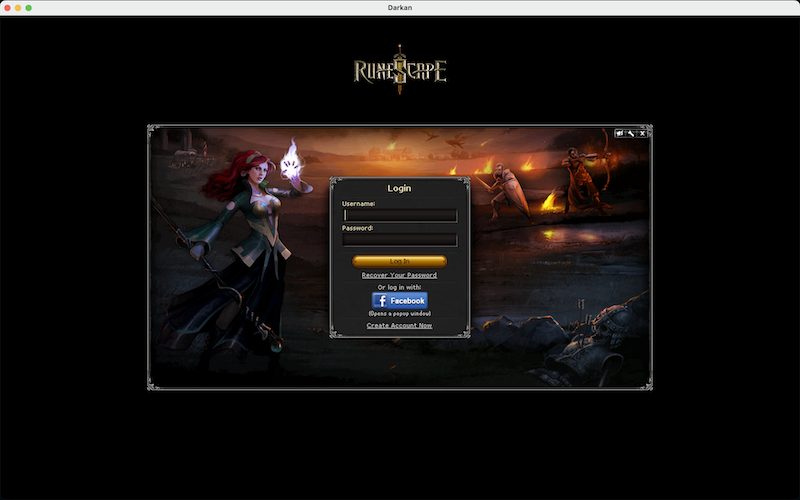 Darkan
RuneScape
Login
Username:
Password:
Log In
Recover Your Password
Or log in with:
f Facebook
(Opens a popup window)
Create Account Now